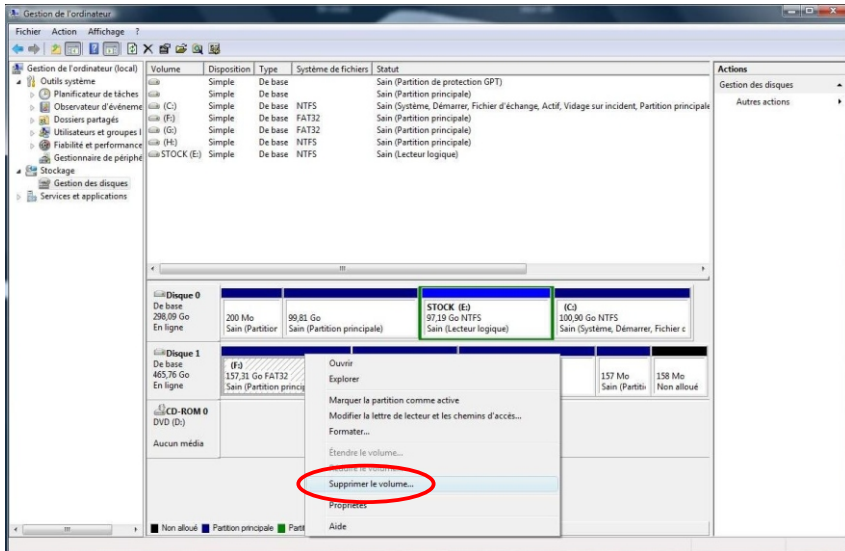 Gestion de l'ordinateur
Fichier Action Affichage ?
Gestion de l'ordinateur (local)
Outils système
Planificateur de tâches
Observateur d'événeme
Dossiers partagés
Utilisateurs et groupes l
Fiabilité et performance
Gestionnaire de périphé
Stockage
Gestion des disques
Services et applications
Volume Disposition Type Système de fichiers Statut
Simple De base Sain (Partition de protection GPT)
Simple De base Sain (Partition principale)
(C:) Simple De base NTFS Sain (Système, Démarrer, Fichier d'échange, Actif, Vidage sur incident, Partition principale
(F:) Simple De base FAT32 Sain (Partition principale)
(G:) Simple De base FAT32 Sain (Partition principale)
(H:) Simple De base NTFS Sain (Partition principale)
STOCK (E:) Simple De base NTFS Sain (Lecteur logique)
Actions
Gestion des disques
Autres actions
Disque 0
De base
298,09 Go
En ligne
200 Mo
Sain (Partitior
99,81 Go
Sain (Partition principale)
STOCK (E:)
97,19 Go NTFS
Sain (Lecteur logique)
(C:)
100,90 Go NTFS
Sain (Système, Démarrer, Fichier c
Disque 1
De base
465,76 Go
En ligne
(F:)
157,31 Go FAT32
Sain (Partition princip
157 Mo
Sain (Partiti
158 Mo
Non alloué
CD-ROM 0
DVD (D:)
Aucun média
Ouvrir
Explorer
Marquer la partition comme active
Modifier la lettre de lecteur et les chemins d'accès...
Formater...
Étendre le volume...
Réduire le volume...
Supprimer le volume...
Propriétés
Aide
Non alloué Partition principale Parti